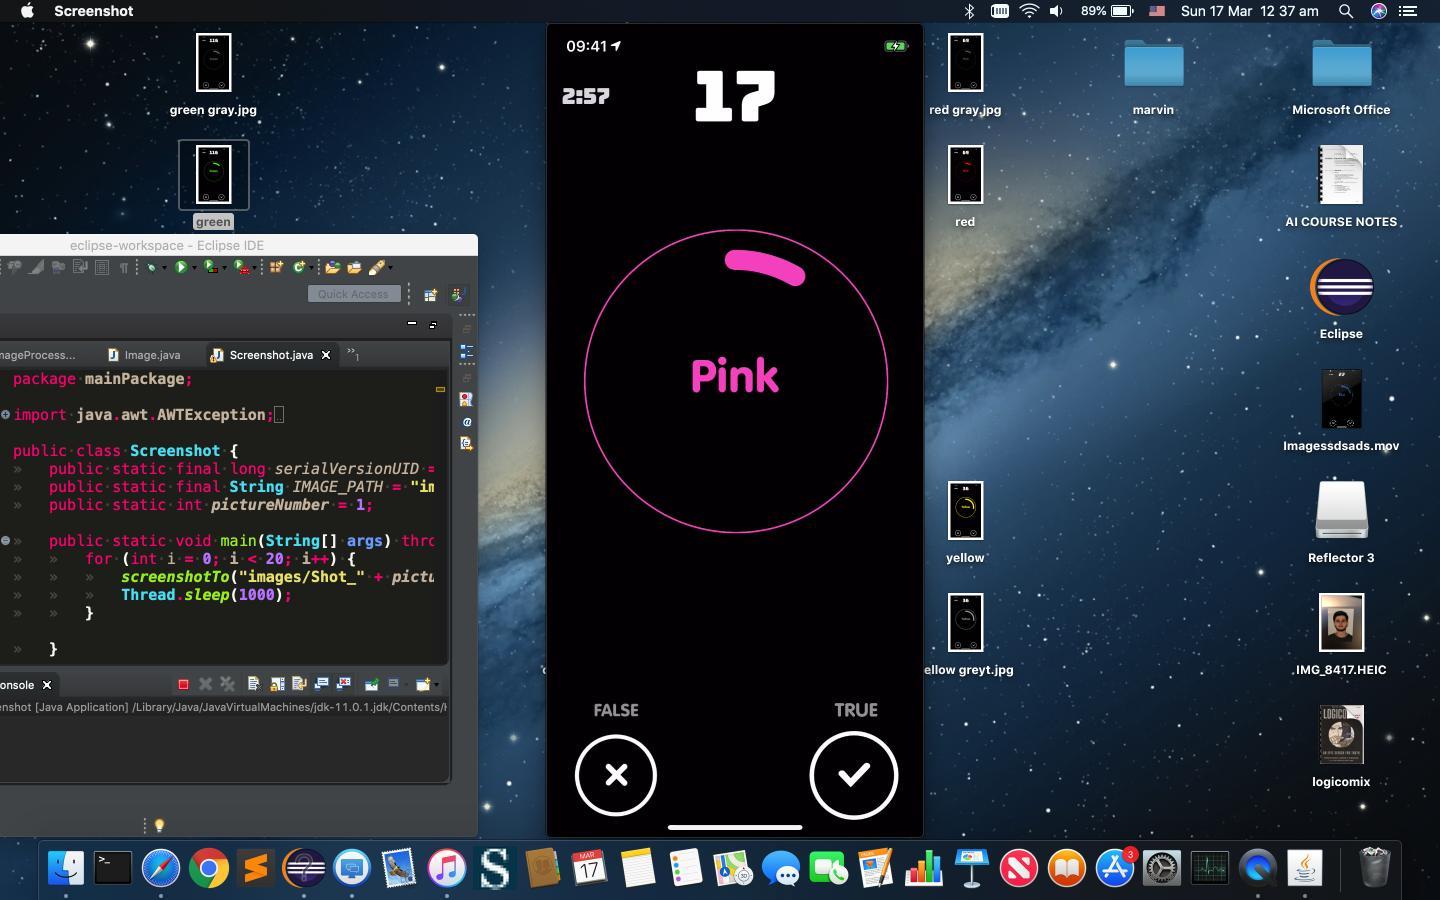 Screenshot
89%
Sun 17 Mar 12 37 am
green gray.jpg
green
red gray.jpg
red
yellow
ellow greyt.jpg
marvin
Microsoft Office
AI COURSE NOTES
Eclipse
Imagessdsads.mov
Reflector 3
IMG_8417.HEIC
LOGICO
logicomix
eclipse-workspace - Eclipse IDE
Quick Access
mageProcess...
Image.java
Screenshot.java
»1
package mainPackage;
import java.awt.AWTException;
public class Screenshot {
public static final long serialVersionUID =
public static final String IMAGE_PATH = "im
public static int pictureNumber = 1;
public static void main(String[] args) thro
for (int i = 0; i < 20; i++) {
screenshotTo("images/Shot_" + pictu
Thread.sleep(1000);
}
}
onsole
enshot [Java Application] /Library/Java/JavaVirtualMachines/jdk-11.0.1.jdk/Contents/H
09:41
2:57
17
Pink
FALSE
TRUE
MAR
17
3